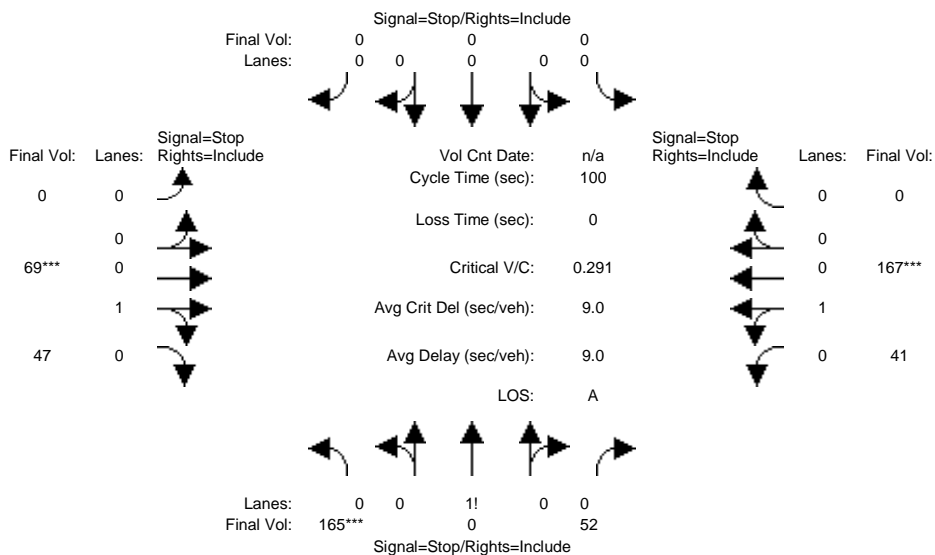 Signal=Stop/Rights=Include
Final Vol: 0 0 0
Lanes: 0 0 0 0 0
Signal=Stop
Final Vol: Lanes: Rights=Include
Vol Cnt Date: n/a
Signal=Stop
Rights=Include Lanes: Final Vol:
Cycle Time (sec): 100
0 0
0 0
Loss Time (sec): 0
0
0
69*** 0
Critical V/C: 0.291
0 167***
1
Avg Crit Del (sec/veh): 9.0
1
47 0
Avg Delay (sec/veh): 9.0
0 41
LOS: A
Lanes: 0 0 1! 0 0
Final Vol: 165*** 0 52
Signal=Stop/Rights=Include